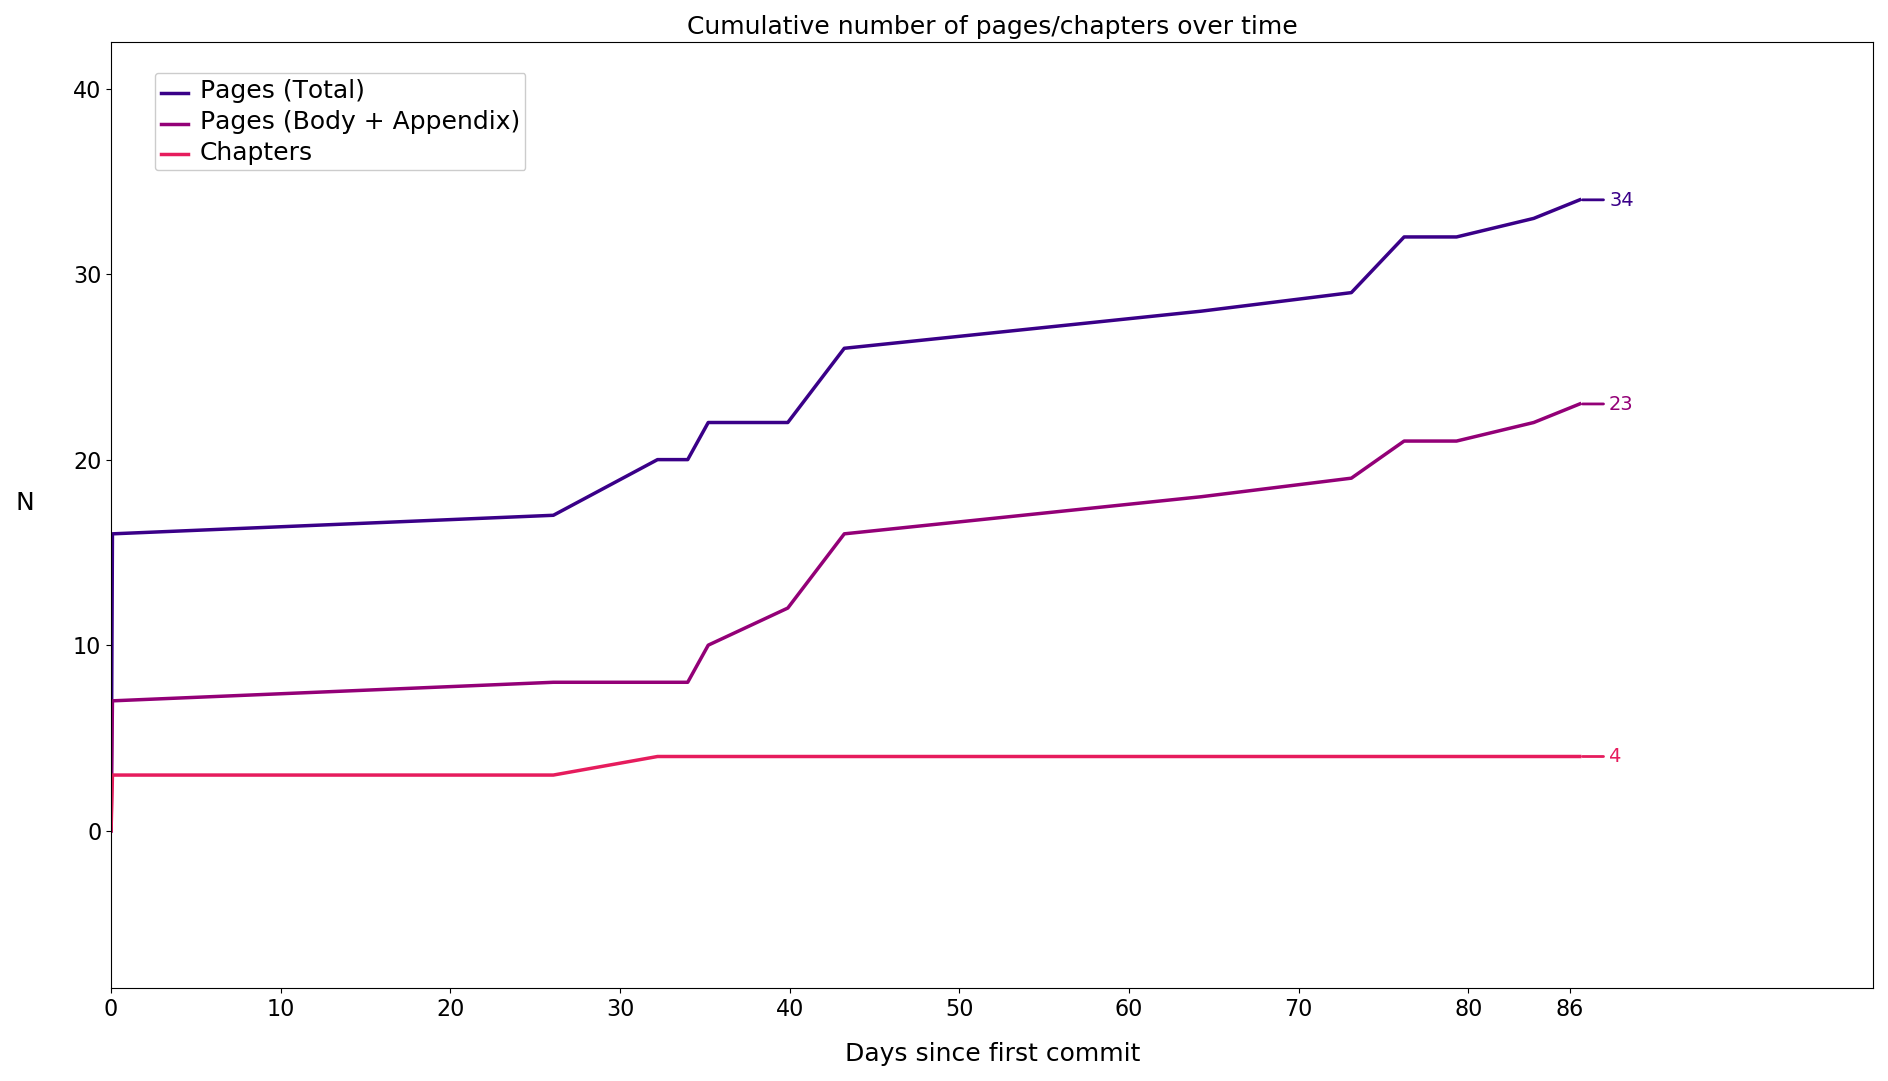 Cumulative number of pages/chapters over time
40
30
20
10
0
N
Pages (Total)
Pages (Body + Appendix)
Chapters
34
23
4
0 10 20 30 40 50 60 70 80 86
Days since first commit